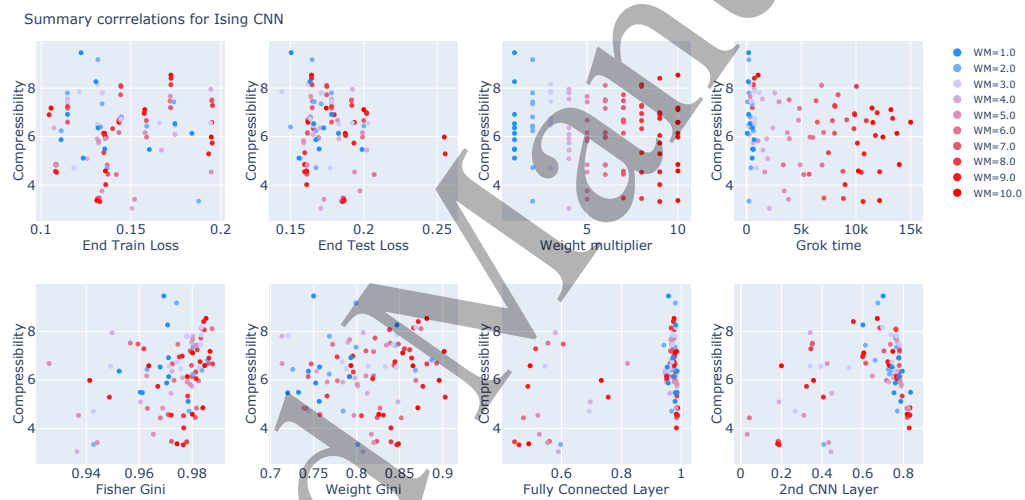 Summary corrrelations for Ising CNN
Compressibility
8
6
4
0.1
0.15
0.2
End Train Loss
Compressibility
8
6
4
0.15
0.2
0.25
End Test Loss
Compressibility
8
6
4
5
10
Weight multiplier
Compressibility
8
6
4
0
5k
10k
15k
Grok time
WM=1.0
WM=2.0
WM=3.0
WM=4.0
WM=5.0
WM=6.0
WM=7.0
WM=8.0
WM=9.0
WM=10.0
Compressibility
8
6
4
0.94
0.96
0.98
Fisher Gini
Compressibility
8
6
4
0.7
0.75
0.8
0.85
0.9
Weight Gini
Compressibility
8
6
4
0.6
0.8
1
Fully Connected Layer
Compressibility
8
6
4
0
0.2
0.4
0.6
0.8
2nd CNN Layer